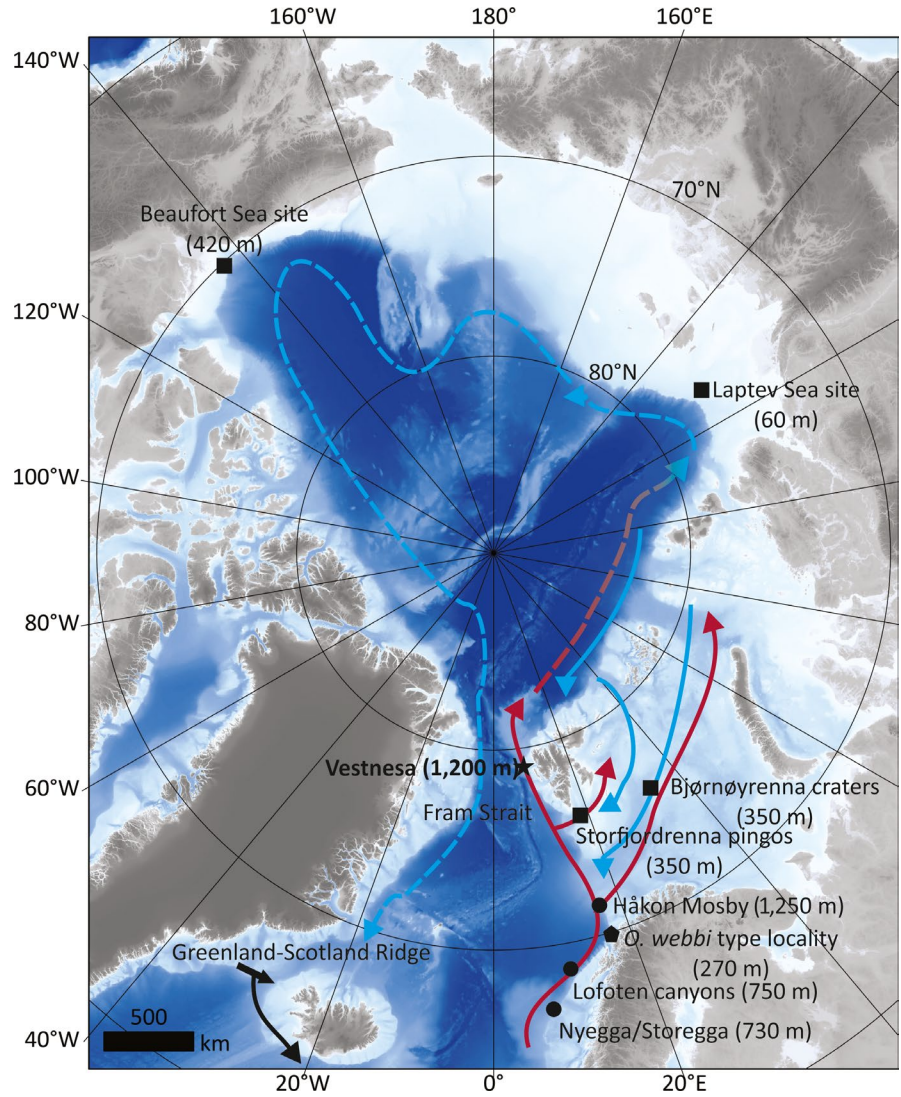 160°W
180°
160°E
140°W
70°N
Beaufort Sea site
(420 m)
120°W
80°N
Laptev Sea site
(60 m)
100°W
80°W
Vestnesa (1,200 m)
60°W
Bjørnøyrenna craters
(350 m)
Fram Strait
Storfjordrenna pingos
(350 m)
Håkon Mosby (1,250 m)
O. webbi type locality
(270 m)
Greenland-Scotland Ridge
Lofoten canyons (750 m)
500
km
Nyegga/Storegga (730 m)
40°W
20°W
0°
20°E